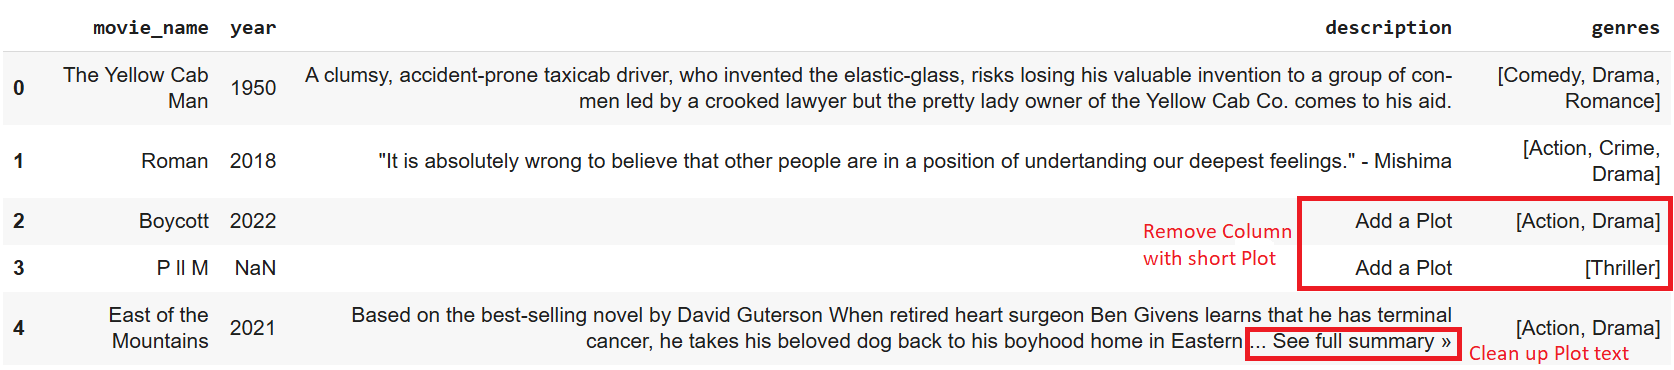 movie_name year description genres
0 The Yellow Cab Man 1950 A clumsy, accident-prone taxicab driver, who invented the elastic-glass, risks losing his valuable invention to a group of con-
men led by a crooked lawyer but the pretty lady owner of the Yellow Cab Co. comes to his aid. [Comedy, Drama, Romance]
1 Roman 2018 "It is absolutely wrong to believe that other people are in a position of undertanding our deepest feelings." - Mishima [Action, Crime, Drama]
2 Boycott 2022 Add a Plot [Action, Drama]
Remove Column
with short Plot
3 P II M NaN Add a Plot [Thriller]
4 East of the Mountains 2021 Based on the best-selling novel by David Guterson When retired heart surgeon Ben Givens learns that he has terminal
cancer, he takes his beloved dog back to his boyhood home in Eastern ... See full summary » [Action, Drama]
Clean up Plot text